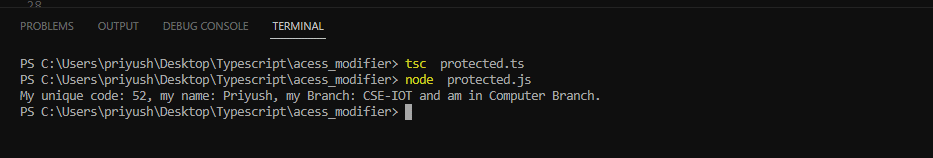 28
PROBLEMS OUTPUT DEBUG CONSOLE TERMINAL
PS C:\Users\priyush\Desktop\Typescript\acess_modifier> tsc  protected.ts
PS C:\Users\priyush\Desktop\Typescript\acess_modifier> node  protected.js
My unique code: 52, my name: Priyush, my Branch: CSE-IOT and am in Computer Branch.
PS C:\Users\priyush\Desktop\Typescript\acess_modifier>